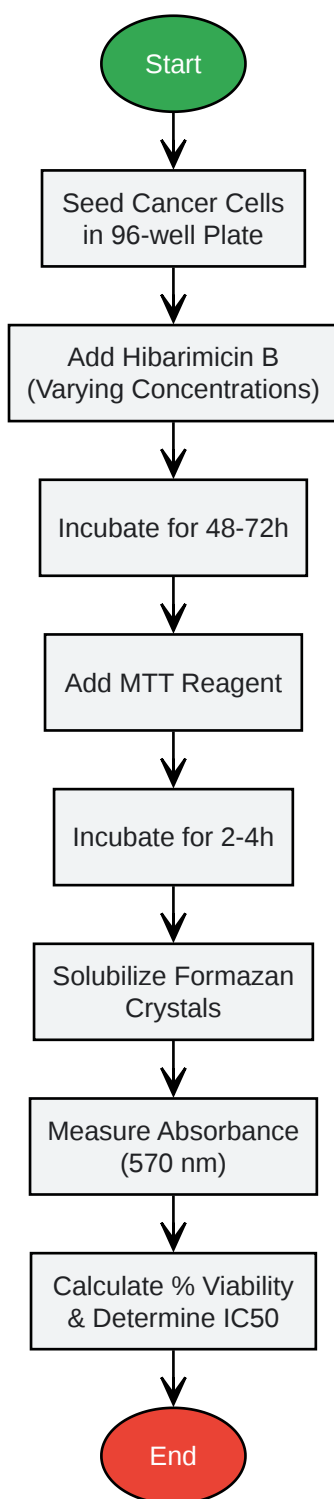 Start
Seed Cancer Cells
in 96-well Plate
Add Hibarimicin B
(Varying Concentrations)
Incubate for 48-72h
Add MTT Reagent
Incubate for 2-4h
Solubilize Formazan
Crystals
Measure Absorbance
(570 nm)
Calculate % Viability
& Determine IC50
End